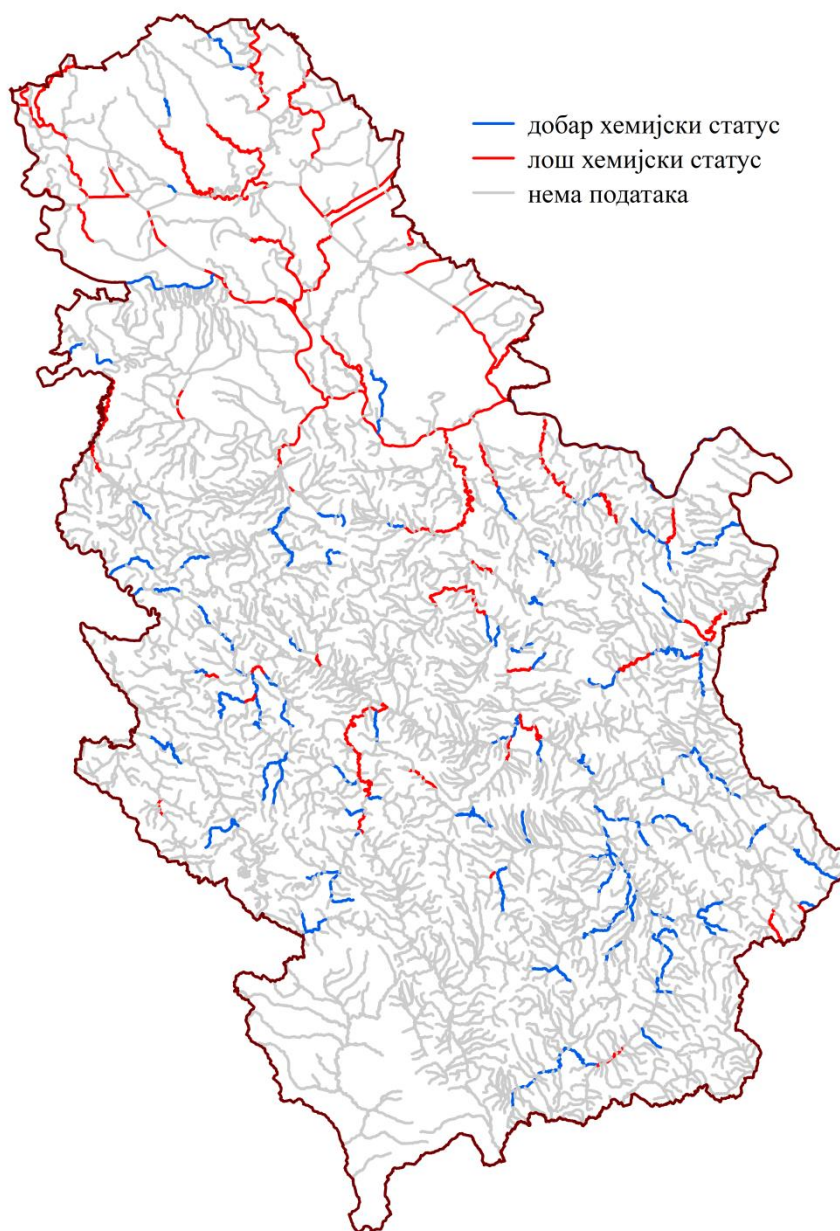 добар хемијски статус
лош хемијски статус
нема података